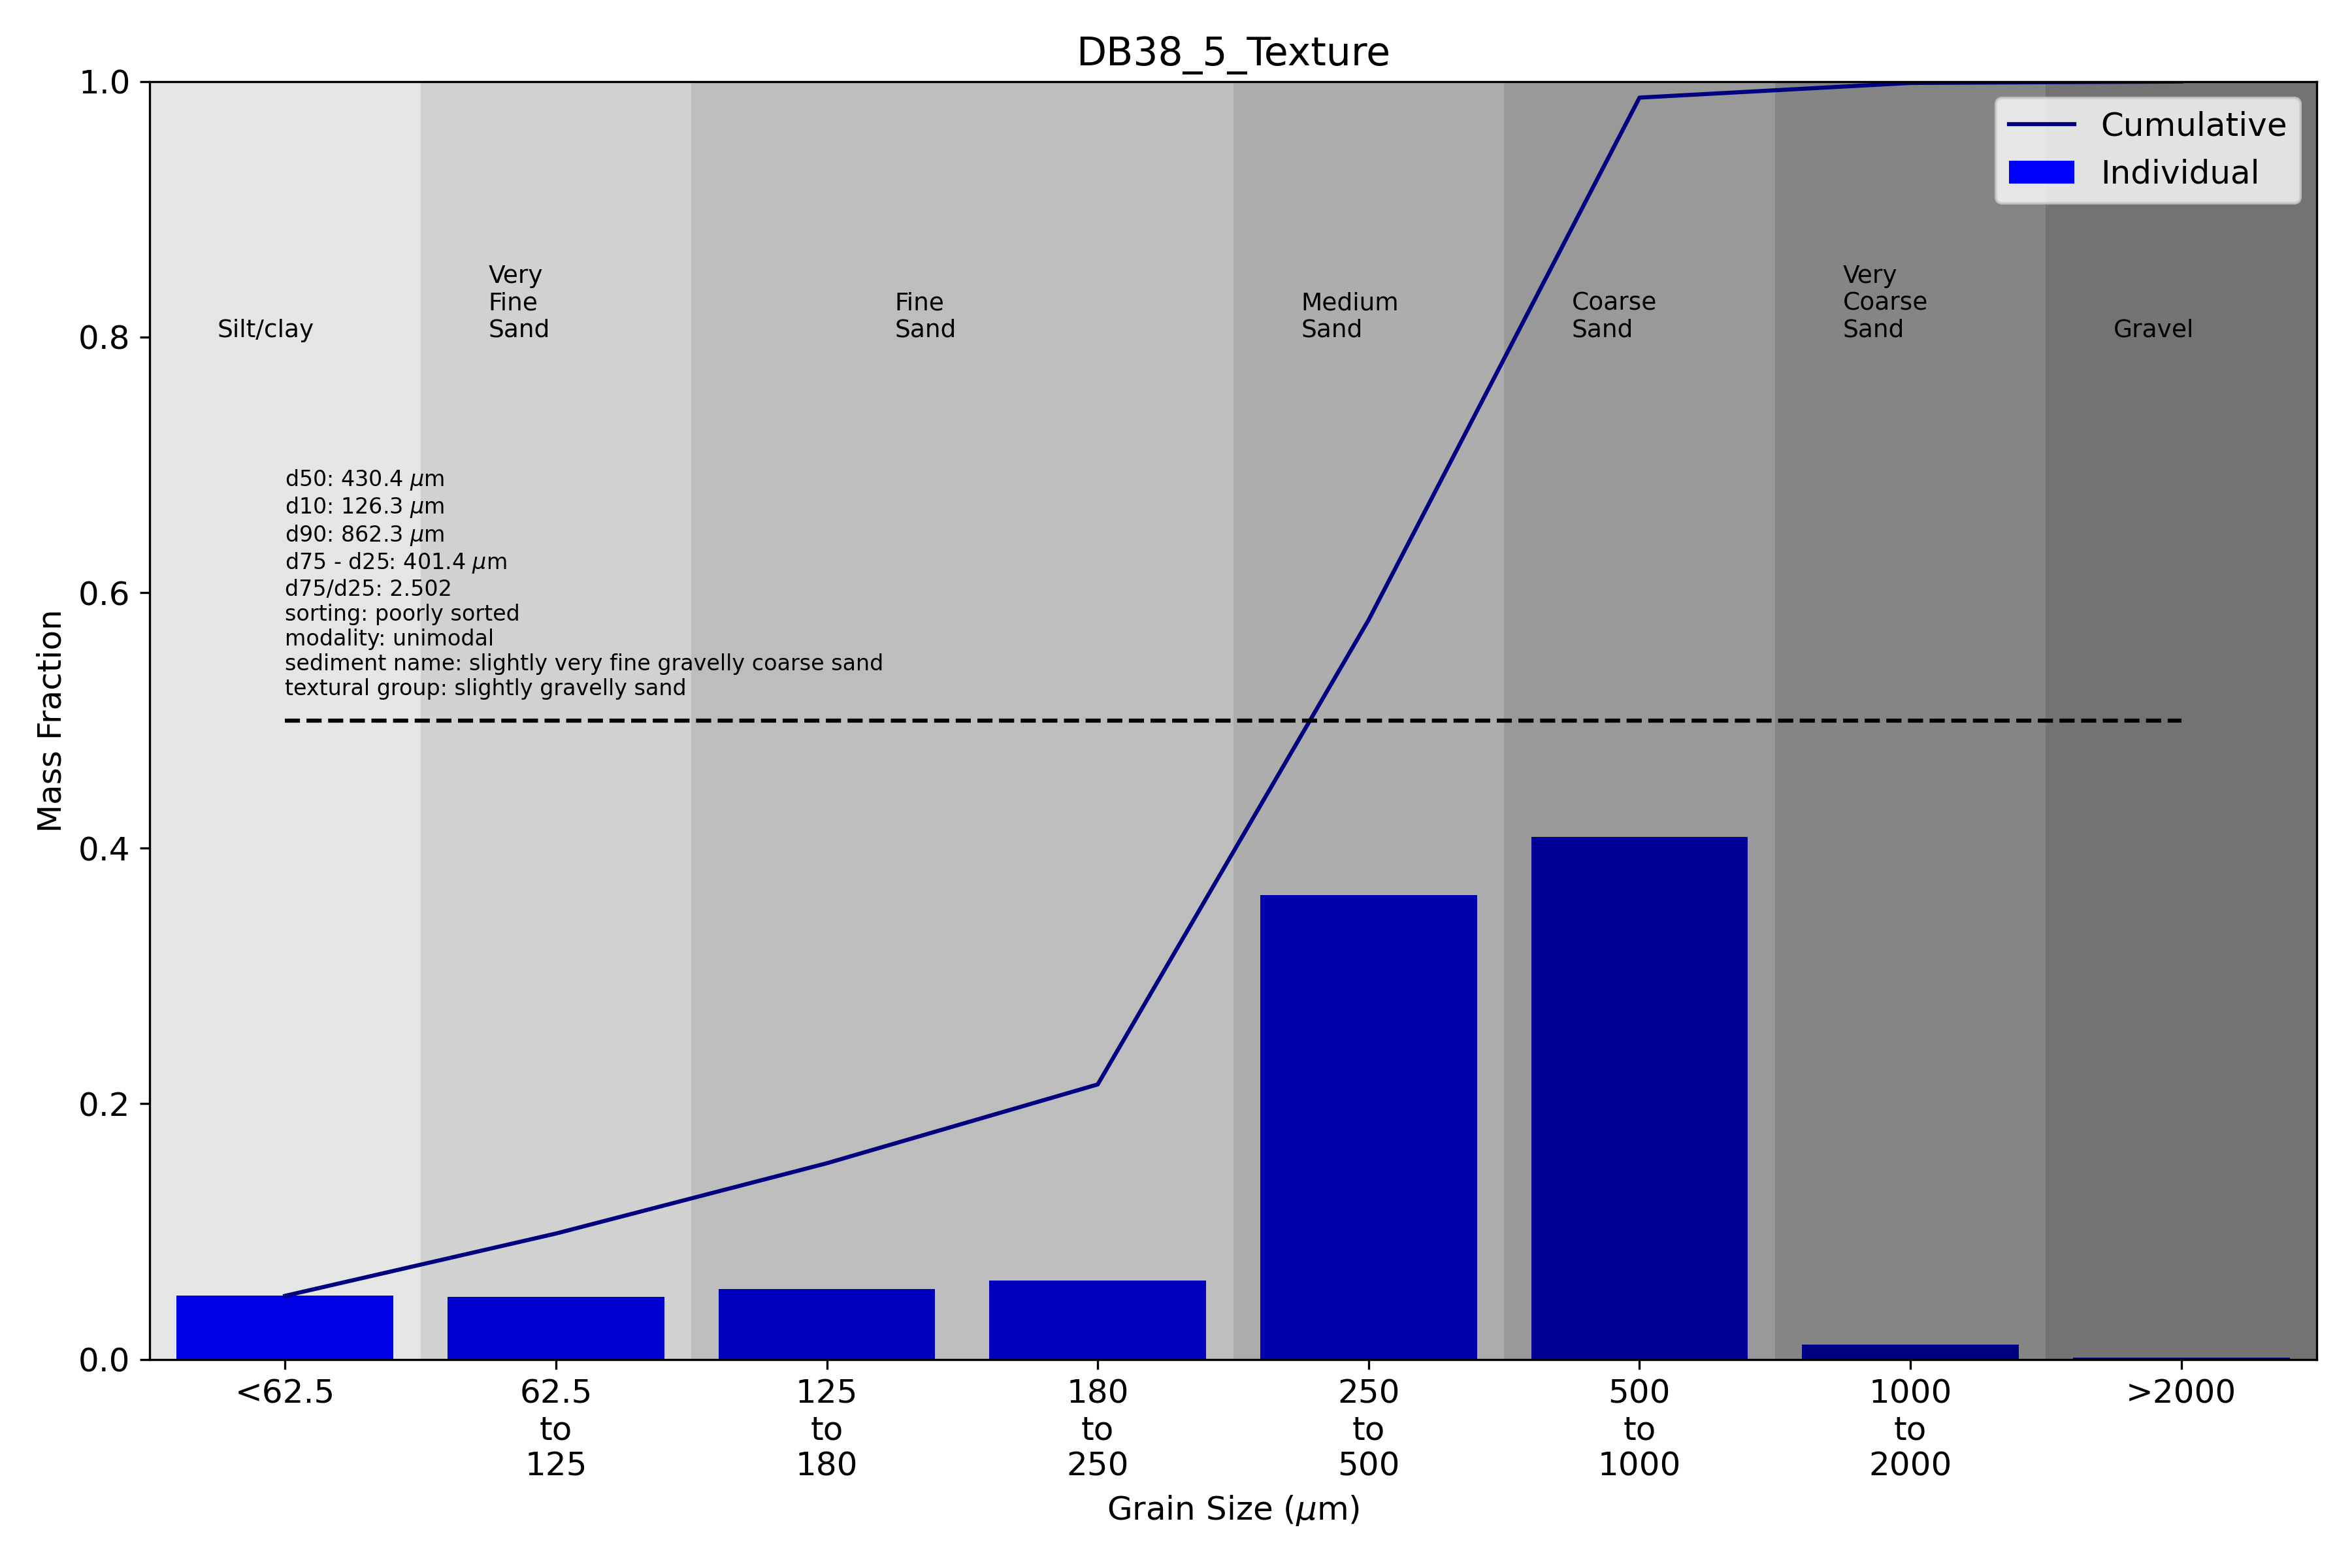 DB38_5_Texture
1.0
0.8
0.6
0.4
0.2
0.0
Mass Fraction
Cumulative
Individual
Silt/clay
Very
Fine
Sand
Fine
Sand
Medium
Sand
Coarse
Sand
Very
Coarse
Sand
Gravel
d50: 430.4 μm
d10: 126.3 μm
d90: 862.3 μm
d75 - d25: 401.4 μm
d75/d25: 2.502
sorting: poorly sorted
modality: unimodal
sediment name: slightly very fine gravelly coarse sand
textural group: slightly gravelly sand
<62.5
62.5
to
125
125
to
180
180
to
250
250
to
500
500
to
1000
1000
to
2000
>2000
Grain Size (μm)